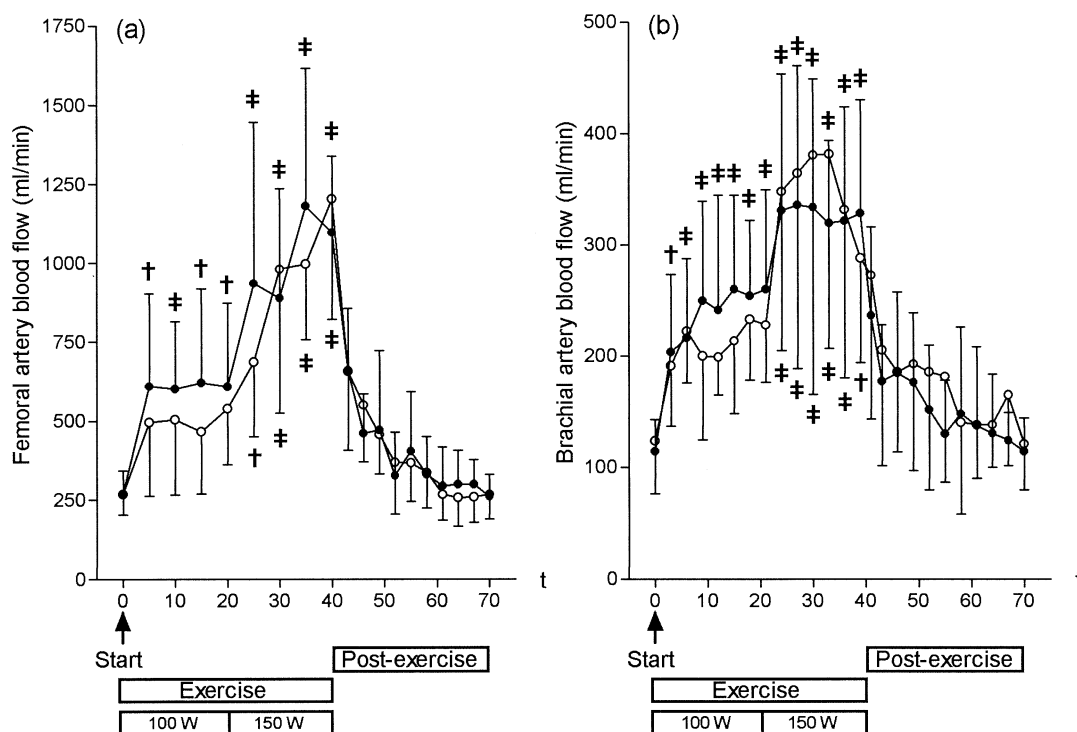 (a)
Femoral artery blood flow (ml/min)
1750
1500
1250
1000
750
500
250
0
‡
‡
‡
‡
† ‡ † †
† ‡ ‡ ‡
0 10 20 30 40 50 60 70
t
Start
Post-exercise
Exercise
100 W 150 W
(b)
Brachial artery blood flow (ml/min)
500
400
300
200
100
0
† ‡ ‡ ‡ ‡ ‡ ‡ ‡ ‡ ‡ ‡ ‡ ‡
‡ ‡ ‡ ‡ ‡ †
0 10 20 30 40 50 60 70
t
Start
Post-exercise
Exercise
100 W 150 W